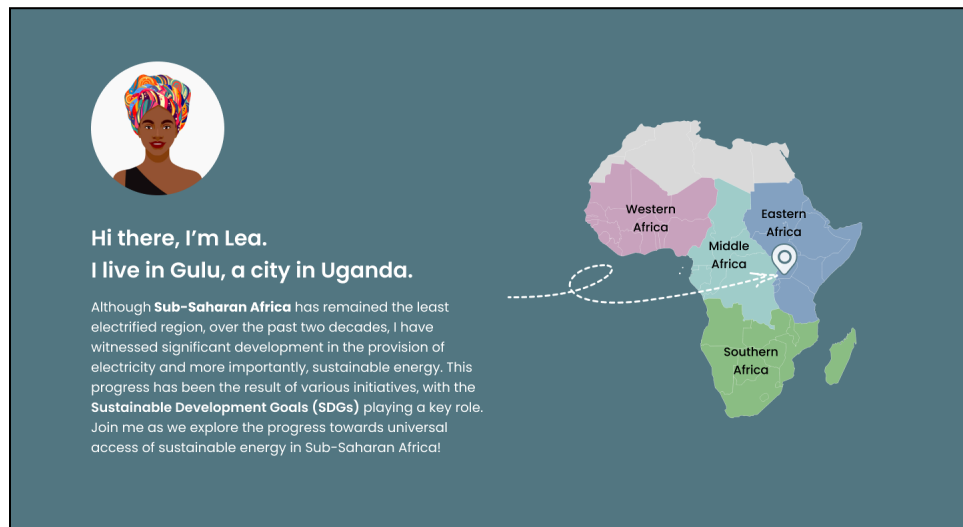 Hi there, I’m Lea.
I live in Gulu, a city in Uganda.
Although Sub-Saharan Africa has remained the least
electrified region, over the past two decades, I have
witnessed significant development in the provision of
electricity and more importantly, sustainable energy. This
progress has been the result of various initiatives, with the
Sustainable Development Goals (SDGs) playing a key role.
Join me as we explore the progress towards universal
access of sustainable energy in Sub-Saharan Africa!
Western
Africa
Eastern
Africa
Middle
Africa
Southern
Africa